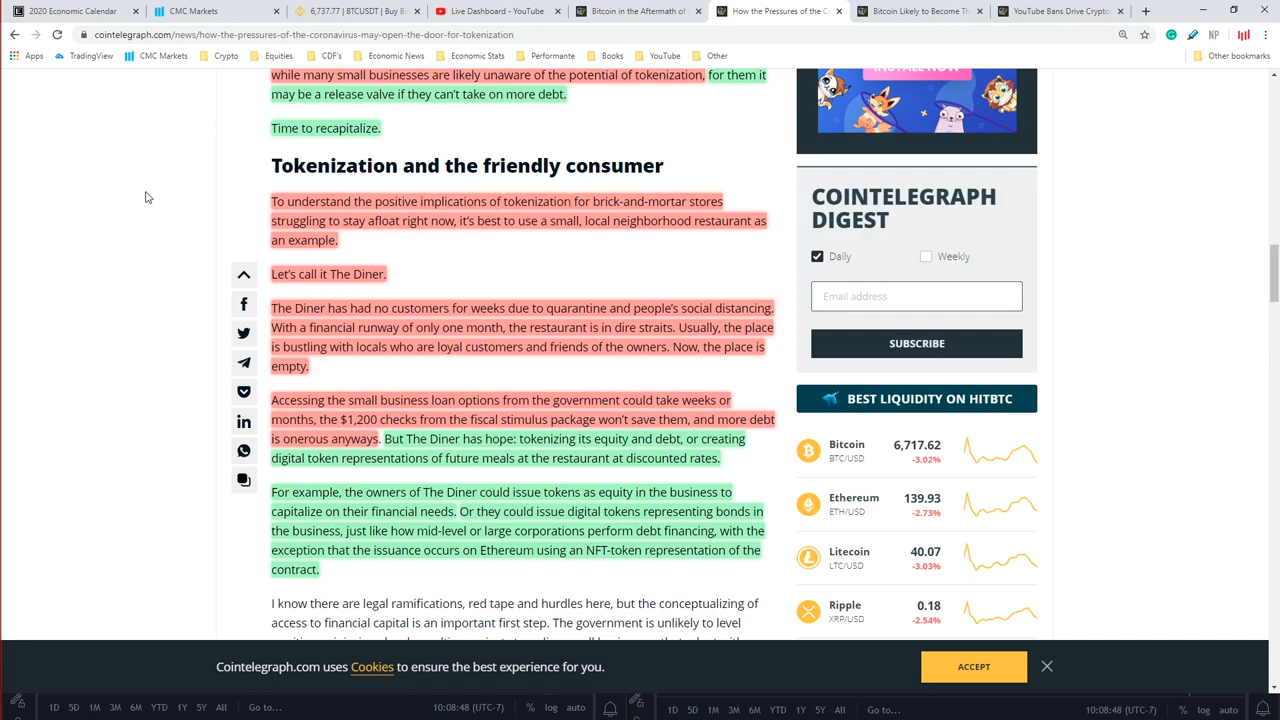 2020 Economic Calendar
CMC Markets
6,737.77 | BTCUSDT | Buy B
Live Dashboard - YouTube
Bitcoin in the Aftermath of
How the Pressures of the C
Bitcoin Likely to Become Th
YouTube Bans Drive Crypto
cointelegraph.com/news/how-the-pressures-of-the-coronavirus-may-open-the-door-for-tokenization
NP
Apps TradingView CMC Markets Crypto Equities CDF's Economic News Economic Stats Performante Books YouTube Other Other bookmarks
while many small businesses are likely unaware of the potential of tokenization, for them it
may be a release valve if they can't take on more debt.
Time to recapitalize.
Tokenization and the friendly consumer
To understand the positive implications of tokenization for brick-and-mortar stores
struggling to stay afloat right now, it's best to use a small, local neighborhood restaurant as
an example.
Let's call it The Diner.
The Diner has had no customers for weeks due to quarantine and people's social distancing.
With a financial runway of only one month, the restaurant is in dire straits. Usually, the place
is bustling with locals who are loyal customers and friends of the owners. Now, the place is
empty.
Accessing the small business loan options from the government could take weeks or
months, the $1,200 checks from the fiscal stimulus package won't save them, and more debt
is onerous anyways. But The Diner has hope: tokenizing its equity and debt, or creating
digital token representations of future meals at the restaurant at discounted rates.
For example, the owners of The Diner could issue tokens as equity in the business to
capitalize on their financial needs. Or they could issue digital tokens representing bonds in
the business, just like how mid-level or large corporations perform debt financing, with the
exception that the issuance occurs on Ethereum using an NFT-token representation of the
contract.
I know there are legal ramifications, red tape and hurdles here, but the conceptualizing of
access to financial capital is an important first step. The government is unlikely to level
INSTALL NOW
COINTELEGRAPH
DIGEST
Daily Weekly
Email address
SUBSCRIBE
BEST LIQUIDITY ON HITBTC
Bitcoin 6,717.62
BTC/USD -3.02%
Ethereum 139.93
ETH/USD -2.73%
Litecoin 40.07
LTC/USD -3.03%
Ripple 0.18
XRP/USD -2.54%
Cointelegraph.com uses Cookies to ensure the best experience for you.
ACCEPT
1D 5D 1M 3M 6M YTD 1Y 5Y All Go to... 10:08:48 (UTC-7) % log auto
1D 5D 1M 3M 6M YTD 1Y 5Y All Go to... 10:08:48 (UTC-7) % log auto